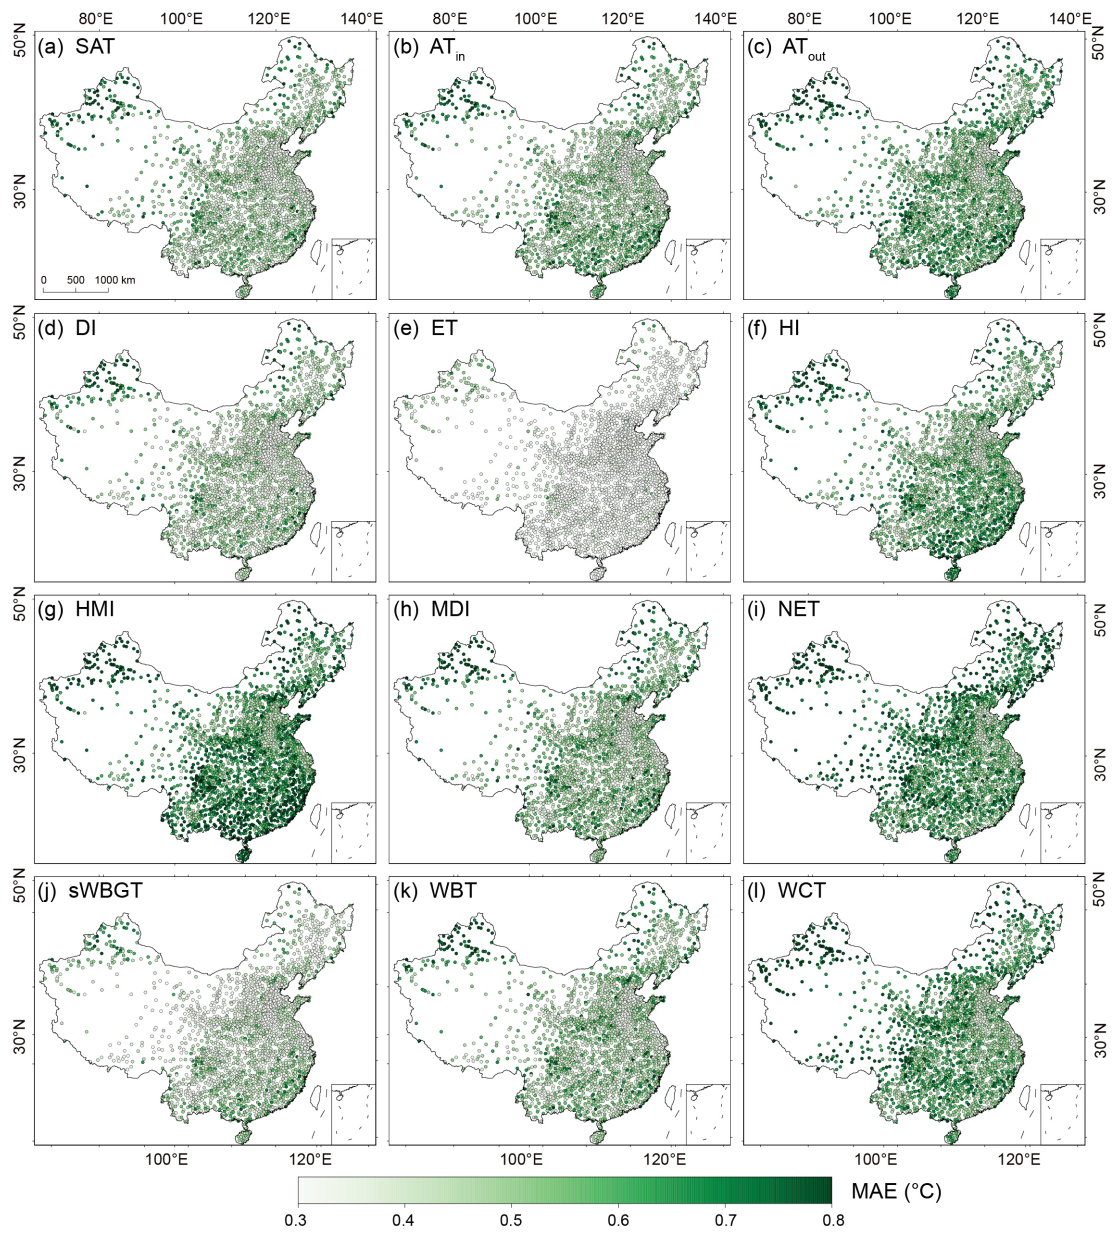 80°E 100°E 120°E 140°E 80°E 100°E 120°E 140°E 80°E 100°E 120°E 140°E
(a) SAT (b) ATin (c) ATout
50°N 50°N
30°N 30°N
0 500 1000 km
(d) DI (e) ET (f) HI
50°N 50°N
30°N 30°N
(g) HMI (h) MDI (i) NET
50°N 50°N
30°N 30°N
(j) sWBGT (k) WBT (l) WCT
50°N 50°N
30°N 30°N
100°E 120°E 100°E 120°E 100°E 120°E
MAE (°C)
0.3 0.4 0.5 0.6 0.7 0.8